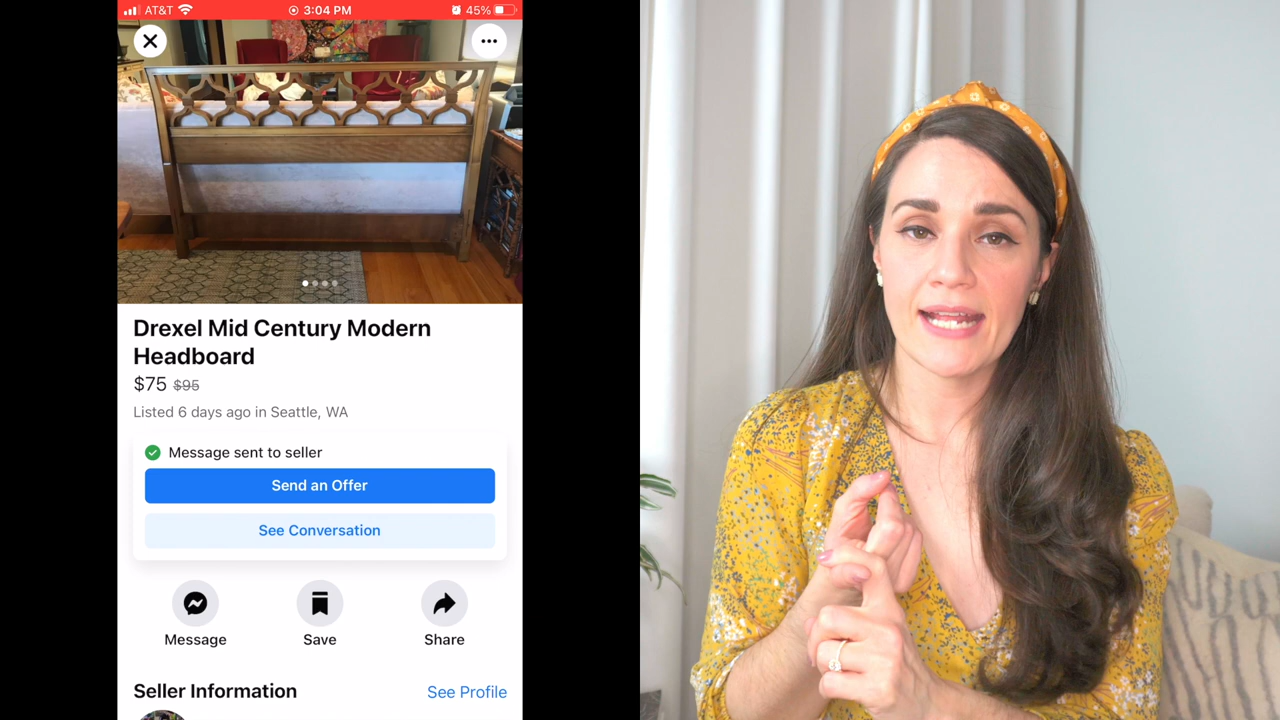 AT&T 3:04 PM 45%
Drexel Mid Century Modern
Headboard
$75 $95
Listed 6 days ago in Seattle, WA
Message sent to seller
Send an Offer
See Conversation
Message Save Share
Seller Information See Profile